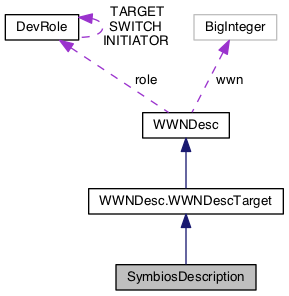 TARGET
SWITCH
INITIATOR
DevRole
BigInteger
role
wwn
WWNDesc
WWNDesc.WWNDescTarget
SymbiosDescription